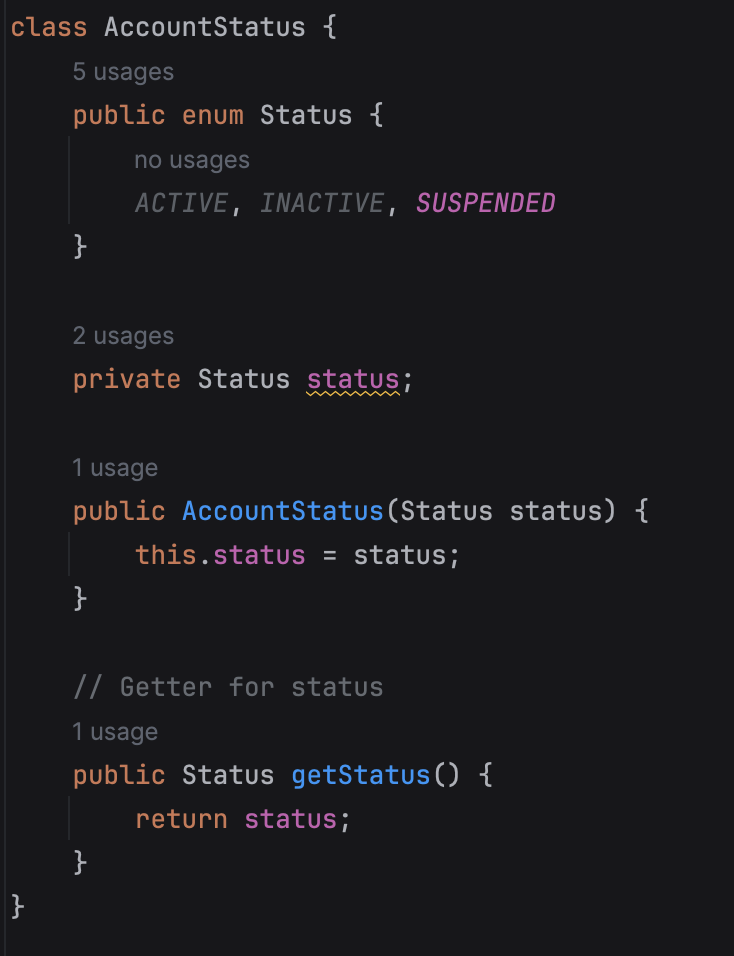 class AccountStatus {
5 usages
public enum Status {
no usages
ACTIVE, INACTIVE, SUSPENDED
}
2 usages
private Status status;
1 usage
public AccountStatus(Status status) {
this.status = status;
}
// Getter for status
1 usage
public Status getStatus() {
return status;
}
}